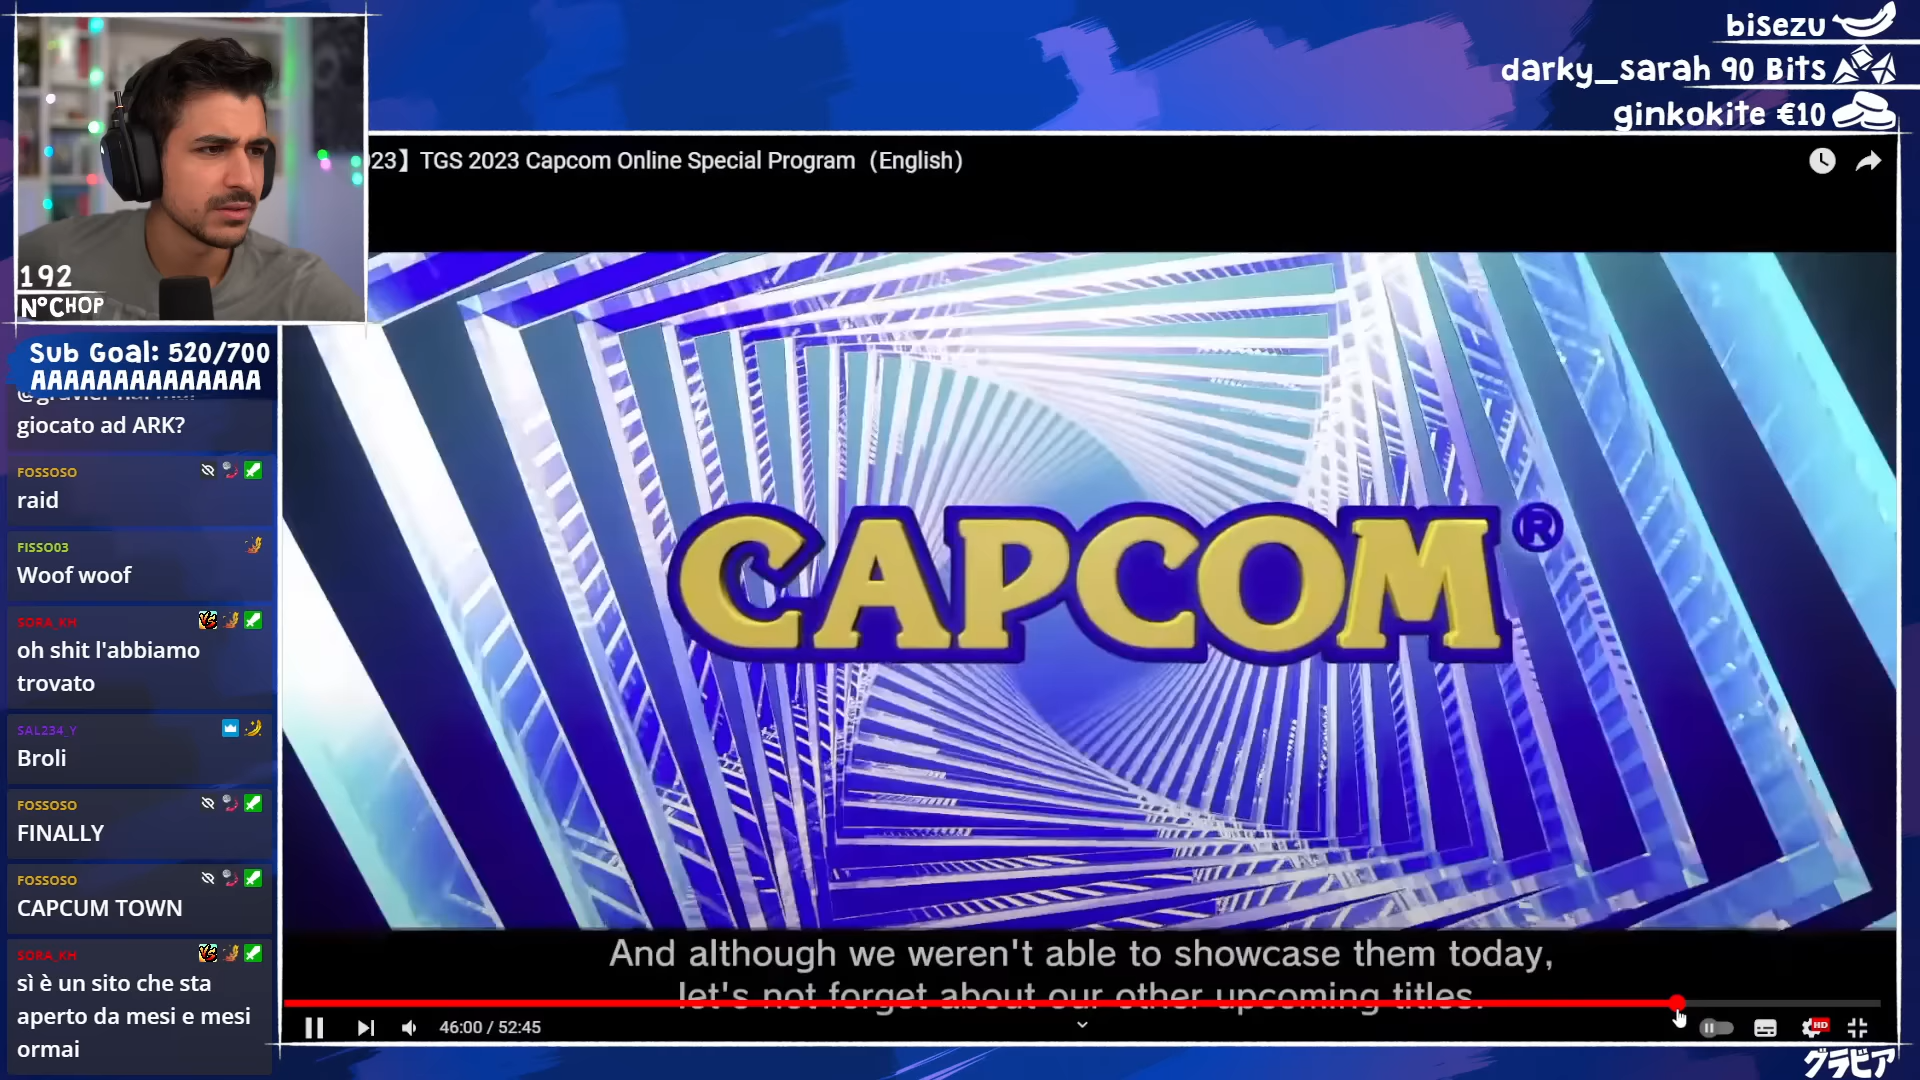 bisezu
darky_sarah 90 Bits
ginkokite €10
23】TGS 2023 Capcom Online Special Program（English）
192
N°CHOP
Sub Goal: 520/700
AAAAAAAAAAAAAA
giocato ad ARK?
FOSSOSO
raid
FISSO03
Woof woof
SORA_KH
oh shit l'abbiamo
trovato
SAL234_Y
Broli
FOSSOSO
FINALLY
FOSSOSO
CAPCUM TOWN
SORA_KH
sì è un sito che sta
aperto da mesi e mesi
ormai
CAPCOM®
And although we weren't able to showcase them today,
let's not forget about our other upcoming titles.
46:00 / 52:45
HD
グラビア